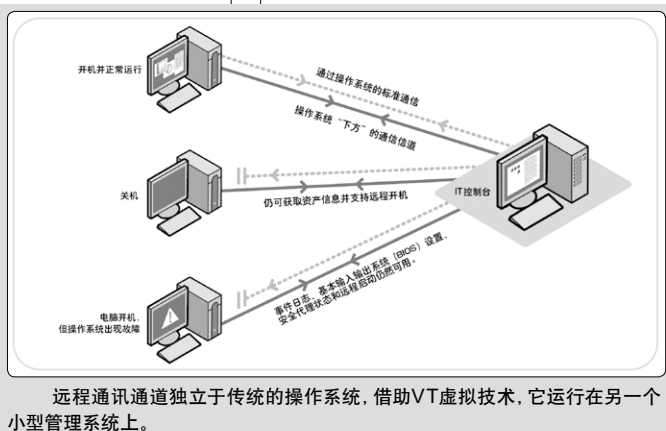 开机并正常运行
通过操作系统的标准通信
操作系统“下方”的通信信道
关机
仍可获取资产信息并支持远程开机
IT控制台
电脑开机,
但操作系统出现故障
事件日志、基本输入输出系统（BIOS）设置、
安全代理状态和远程启动仍然可用。
远程通讯通道独立于传统的操作系统, 借助VT虚拟技术, 它运行在另一个
小型管理系统上。